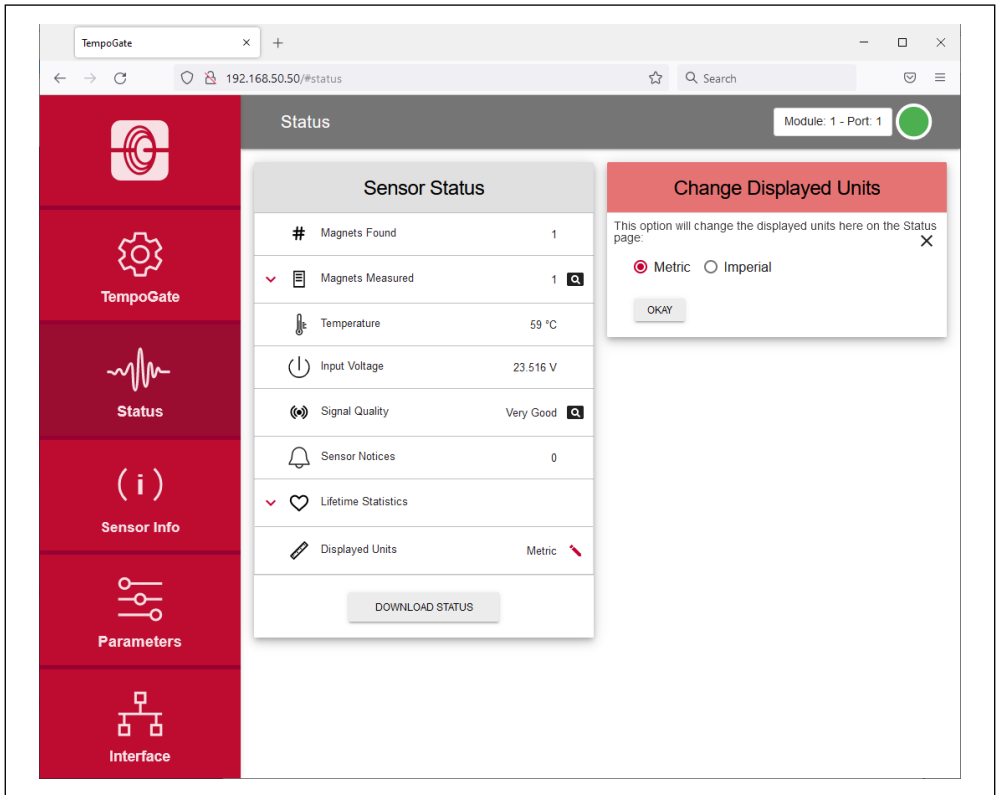 TempoGate
192.168.50.50/#status
Search
Status
Module: 1 - Port: 1
TempoGate
Status
Sensor Info
Parameters
Interface
Sensor Status
# Magnets Found 1
Magnets Measured 1
Temperature 59 °C
Input Voltage 23.516 V
Signal Quality Very Good
Sensor Notices 0
Lifetime Statistics
Displayed Units Metric
DOWNLOAD STATUS
Change Displayed Units
This option will change the displayed units here on the Status
page:
Metric Imperial
OKAY